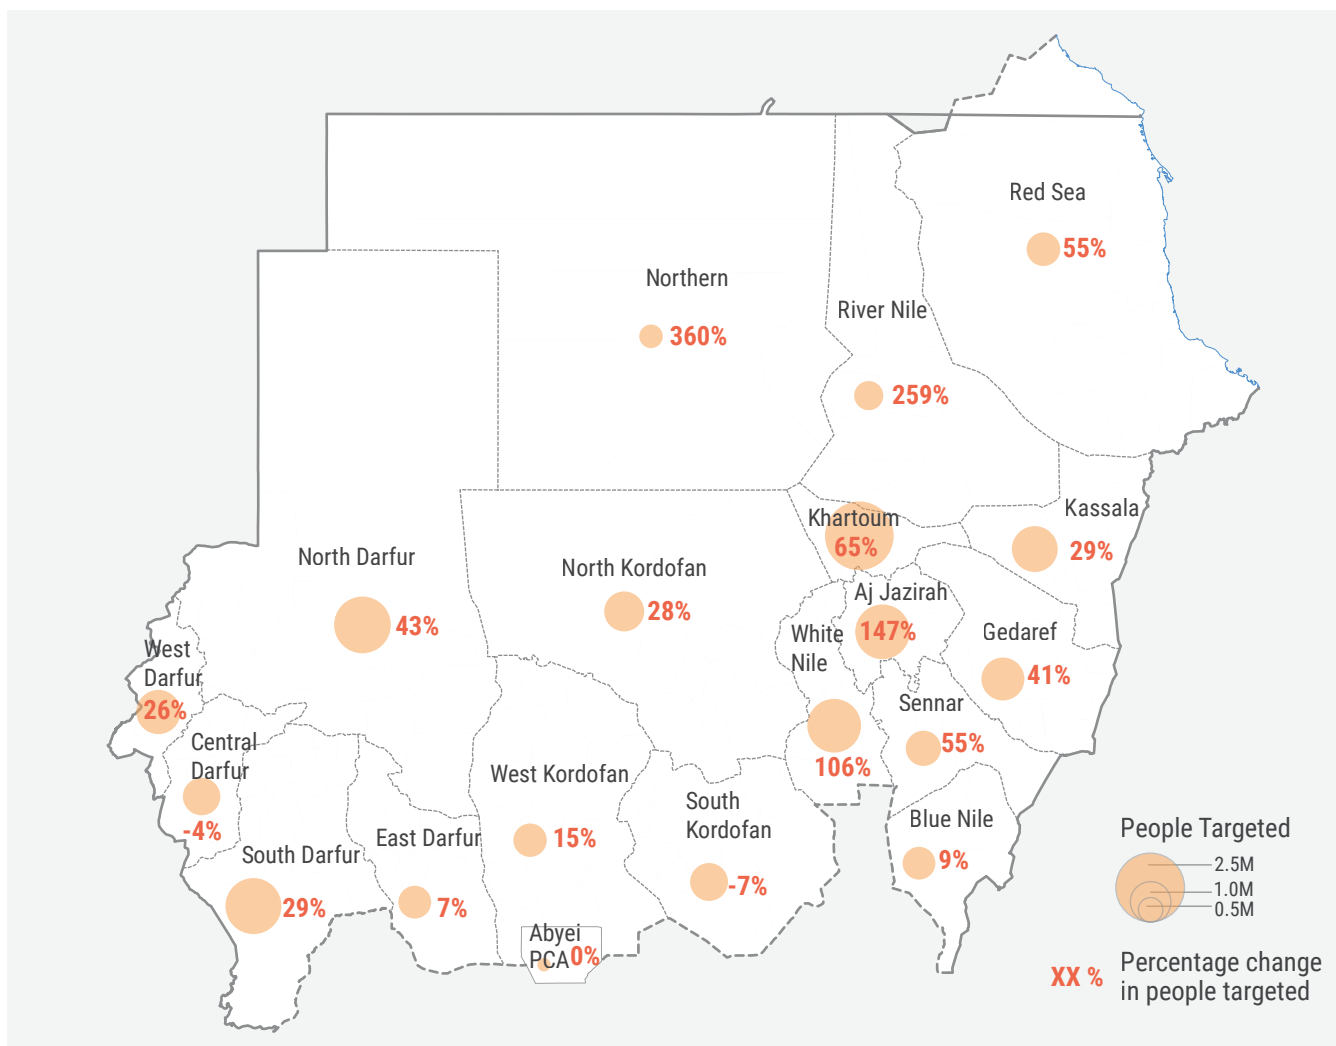 Red Sea
55%
Northern
360%
River Nile
259%
Kassala
29%
Khartoum
65%
North Darfur
43%
North Kordofan
28%
Aj Jazirah
147%
White
Nile
106%
Gedaref
41%
West
Darfur
26%
Sennar
55%
Central
Darfur
-4%
West Kordofan
15%
South
Kordofan
-7%
Blue Nile
9%
East Darfur
7%
South Darfur
29%
Abyei
PCA
0%
People Targeted
2.5M
1.0M
0.5M
XX %
Percentage change
in people targeted